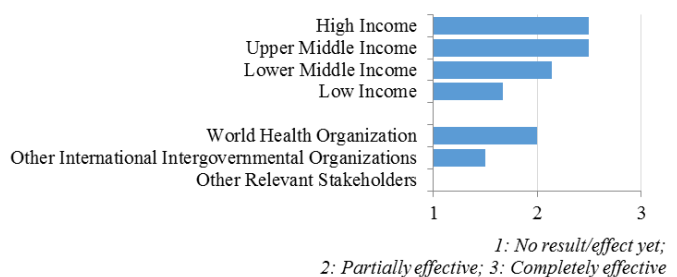 High Income
Upper Middle Income
Lower Middle Income
Low Income
World Health Organization
Other International Intergovernmental Organizations
Other Relevant Stakeholders
1 2 3
1: No result/effect yet;
2: Partially effective; 3: Completely effective